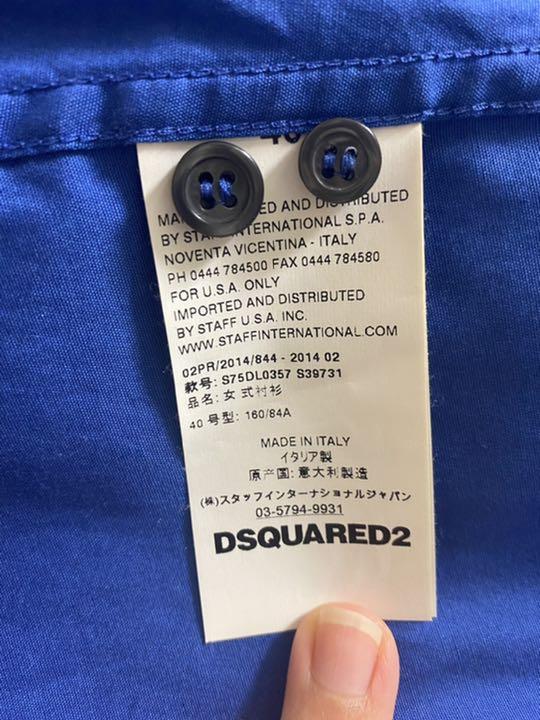 ED AND DISTRIBUTED
BY STAFF INTERNATIONAL S.P.A.
NOVENTA VICENTINA - ITALY
PH 0444 784500 FAX 0444 784580
FOR U.S.A. ONLY
IMPORTED AND DISTRIBUTED
BY STAFF U.S.A. INC.
WWW.STAFFINTERNATIONAL.COM
02PR/2014/844 - 2014 02
款号: S75DL0357 S39731
品名: 女式衬衫
40 号型: 160/84A
MADE IN ITALY
イタリア製
原产国: 意大利製造
(株)スタッフインターナショナルジャパン
03-5794-9931
DSQUARED2